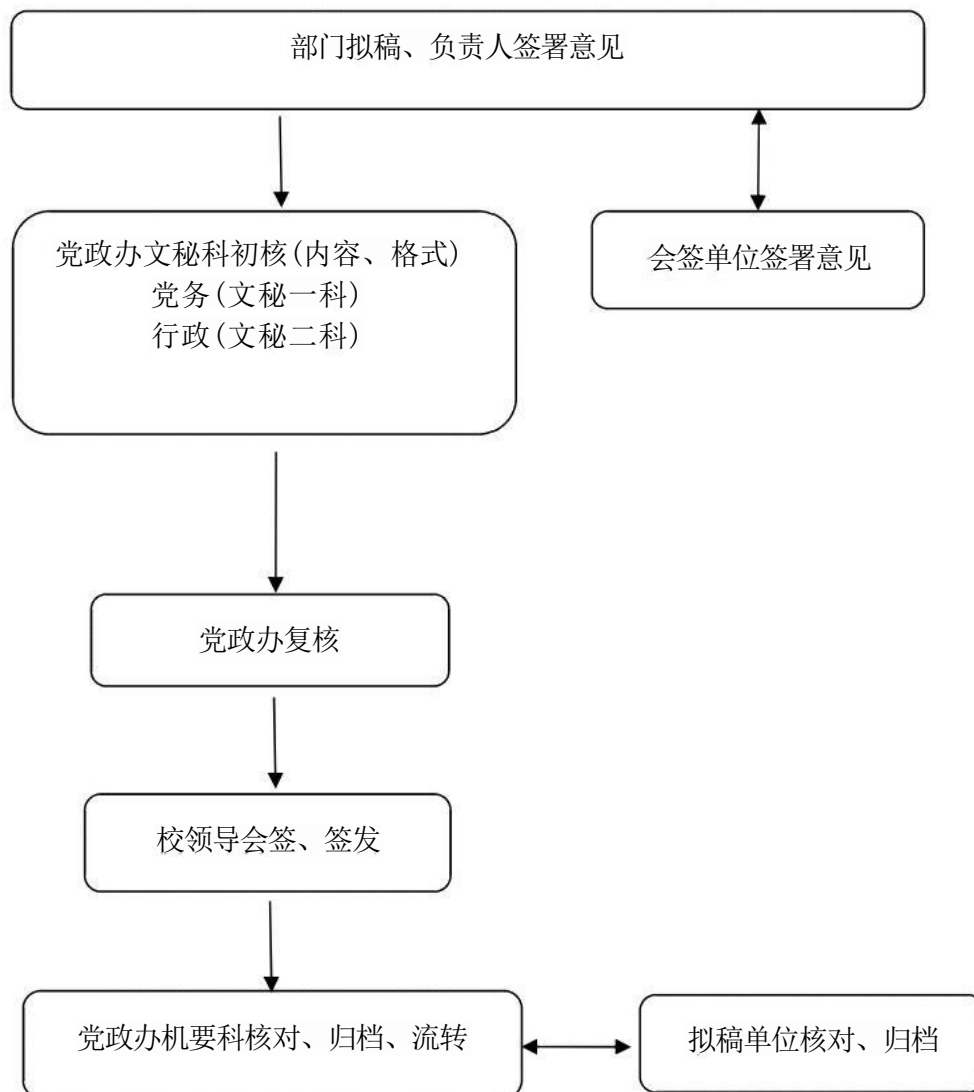 部门拟稿、负责人签署意见
党政办文秘科初核(内容、格式)
党务(文秘一科)
行政(文秘二科)
会签单位签署意见
党政办复核
校领导会签、签发
党政办机要科核对、归档、流转
拟稿单位核对、归档